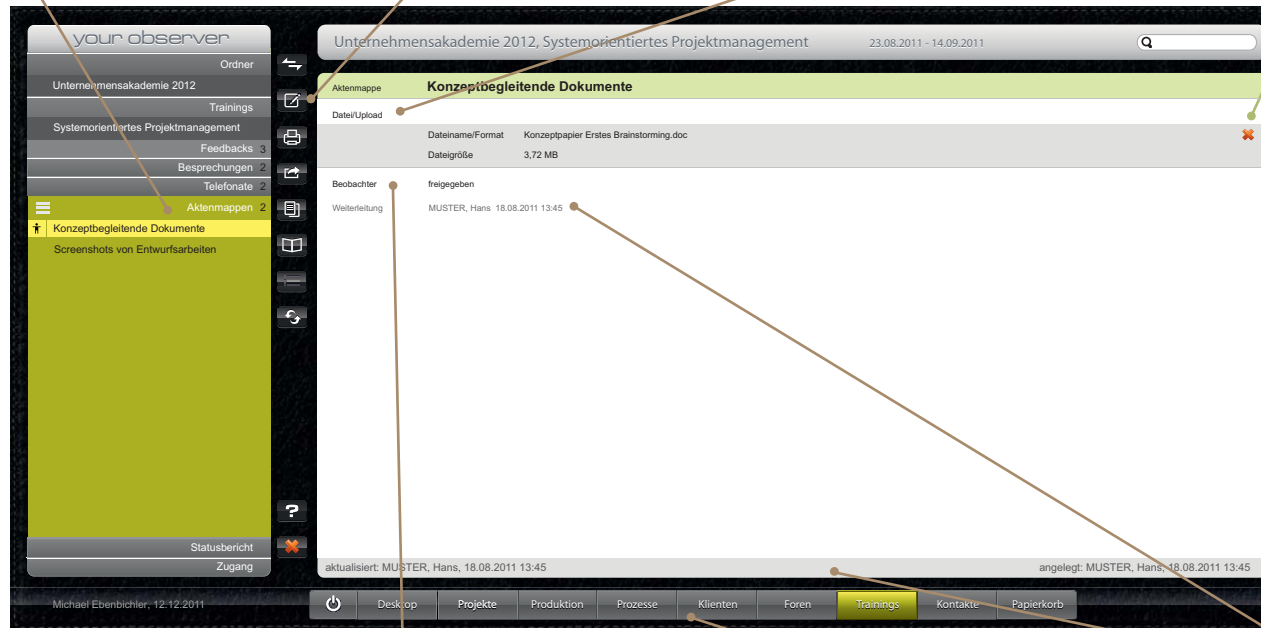 your observer
Ordner
Unternehmensakademie 2012
Trainings
Systemorientiertes Projektmanagement
Feedbacks 3
Besprechungen 2
Telefonate 2
Aktenmappen 2
Konzeptbegleitende Dokumente
Screenshots von Entwurfsarbeiten
Statusbericht
Zugang
Michael Ebenbichler, 12.12.2011
?
Unternehmensakademie 2012, Systemorientiertes Projektmanagement 23.08.2011 - 14.09.2011
Aktenmappe Konzeptbegleitende Dokumente
Datei/Upload
Dateiname/Format Konzeptpapier Erstes Brainstorming.doc
Dateigröße 3,72 MB
Beobachter freigegeben
Weiterleitung MUSTER, Hans 18.08.2011 13:45
aktualisiert: MUSTER, Hans, 18.08.2011 13:45 angelegt: MUSTER, Hans, 18.08.2011 13:45
Desktop Projekte Produktion Prozesse Klienten Foren Trainings Kontakte Papierkorb